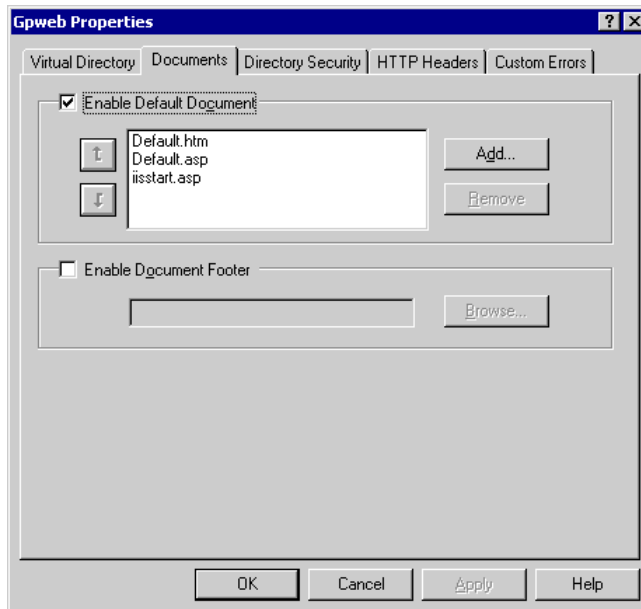 Gpweb Properties
Virtual Directory Documents Directory Security HTTP Headers Custom Errors
Enable Default Document
Default.htm
Default.asp
iisstart.asp
Add...
Remove
Enable Document Footer
Browse...
OK Cancel Apply Help